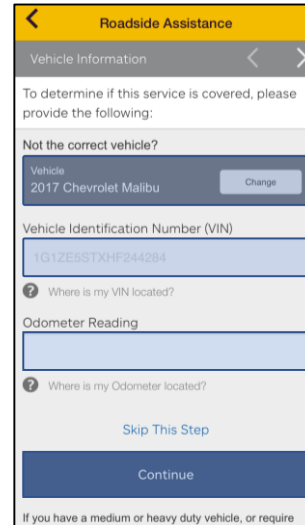 Roadside Assistance
Vehicle Information
To determine if this service is covered, please
provide the following:
Not the correct vehicle?
Vehicle
2017 Chevrolet Malibu
Change
Vehicle Identification Number (VIN)
1G1ZE5STXHF244284
? Where is my VIN located?
Odometer Reading
? Where is my Odometer located?
Skip This Step
Continue
If you have a medium or heavy duty vehicle, or require